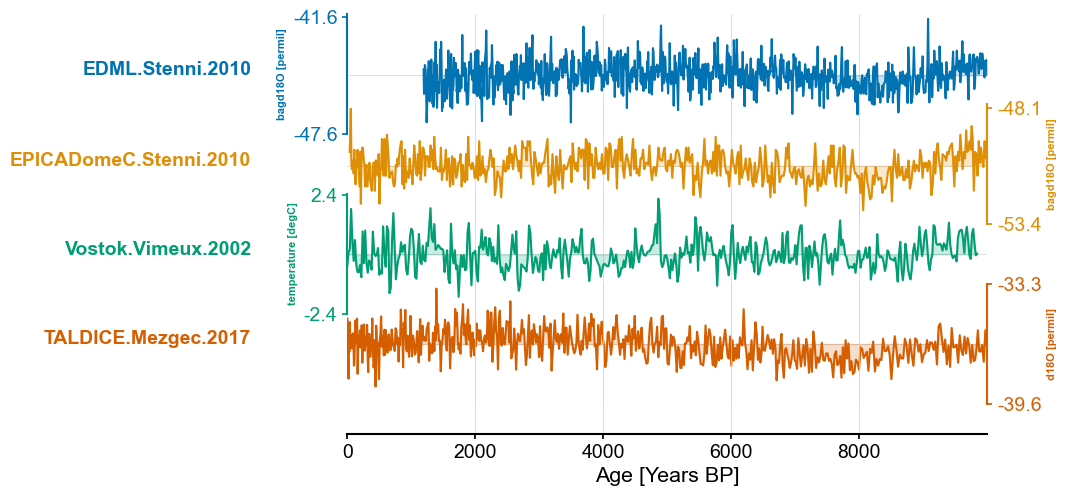 -41.6
EDML.Stenni.2010
bagd18O [permil]
-47.6
-48.1
EPICADomeC.Stenni.2010
bagd18O [permil]
-53.4
2.4
Vostok.Vimeux.2002
temperature [degC]
-2.4
-33.3
TALDICE.Mezgec.2017
d18O [permil]
-39.6
0 2000 4000 6000 8000
Age [Years BP]